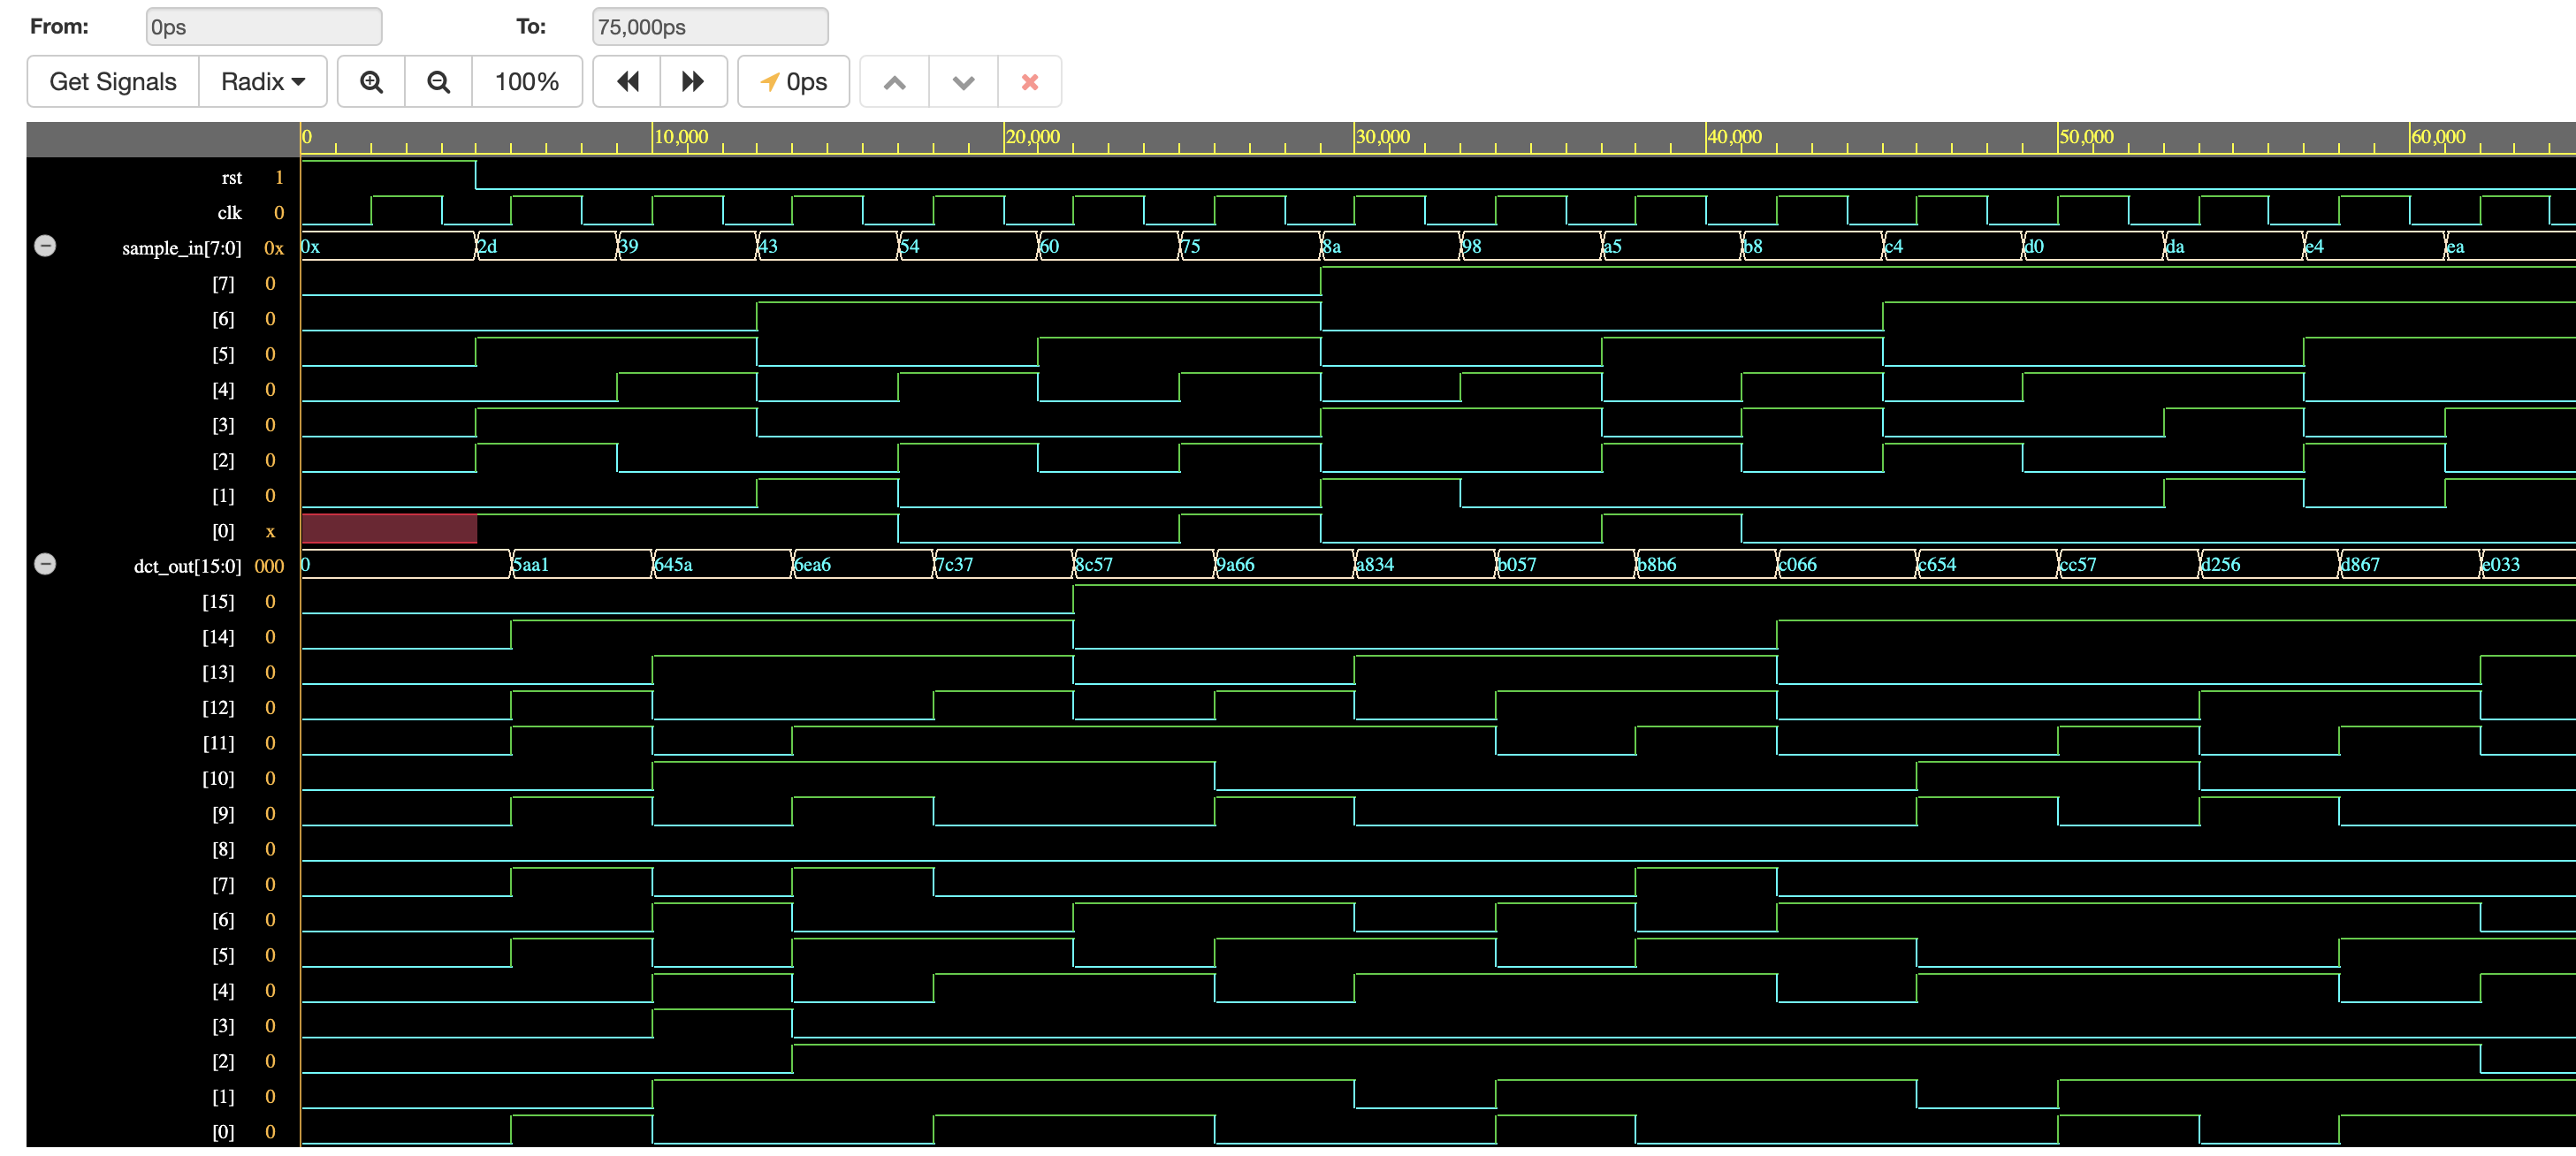 From: 0ps To: 75,000ps
Get Signals Radix 100% 0ps
0 10,000 20,000 30,000 40,000 50,000 60,000
rst 1
clk 0
sample_in[7:0] 0x 0x 2d 39 43 54 60 75 8a 98 a5 b8 c4 d0 da e4 ea
[7] 0
[6] 0
[5] 0
[4] 0
[3] 0
[2] 0
[1] 0
[0] x
dct_out[15:0] 000 0 5aa1 645a 6ea6 7c37 8c57 9a66 a834 b057 b8b6 c066 c654 cc57 d256 d867 e033
[15] 0
[14] 0
[13] 0
[12] 0
[11] 0
[10] 0
[9] 0
[8] 0
[7] 0
[6] 0
[5] 0
[4] 0
[3] 0
[2] 0
[1] 0
[0] 0